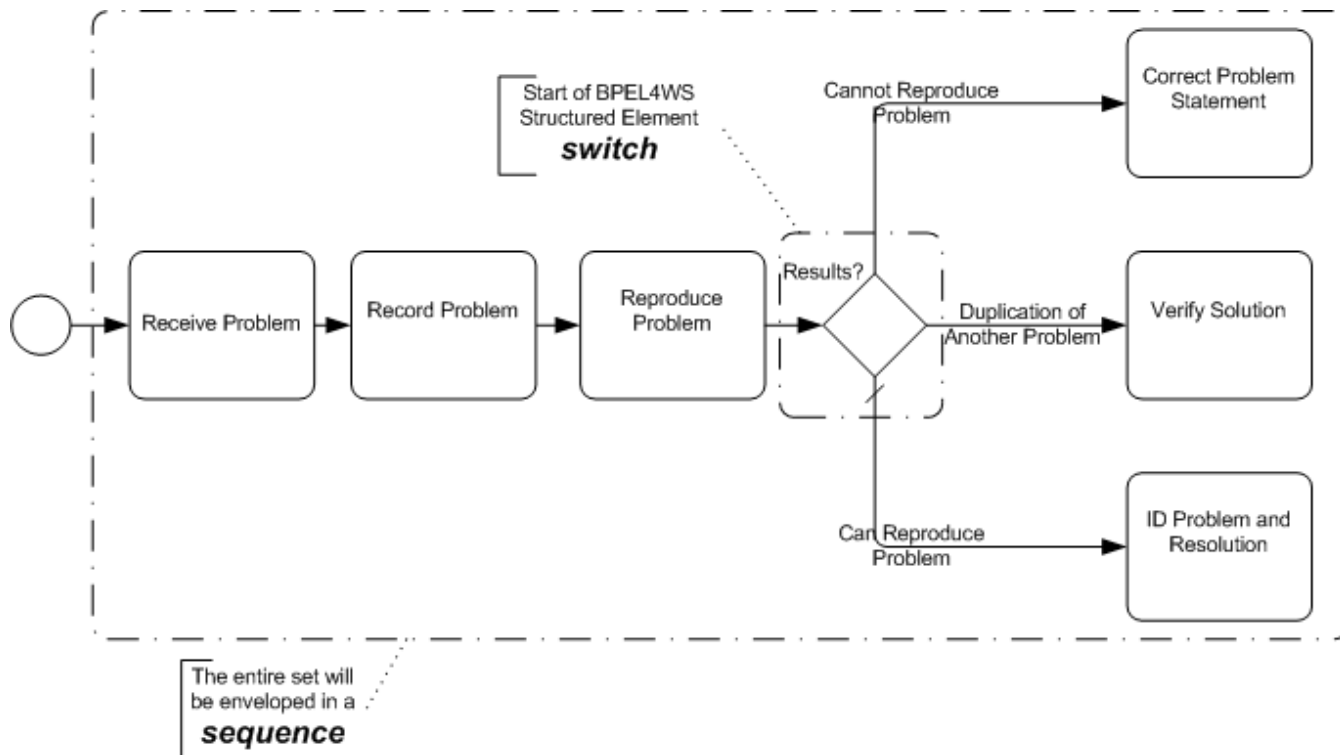 Start of BPEL4WS
Structured Element
switch
Cannot Reproduce
Problem
Correct Problem
Statement
Receive Problem
Record Problem
Reproduce
Problem
Results?
Duplication of
Another Problem
Verify Solution
Can Reproduce
Problem
ID Problem and
Resolution
The entire set will
be enveloped in a
sequence